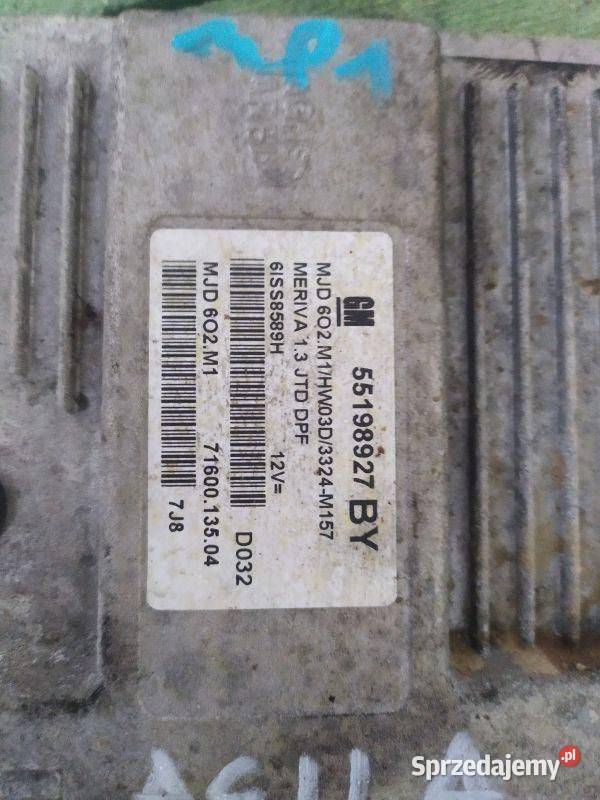 GM 55198927 BY
MJD 6O2.M1/HW03D/3324-M157
MERIVA 1.3 JTD DPF
6ISS8589H 12V=
D032
MJD 6O2.M1 71600.135.04
7J8
AGILA
Sprzedajemy.pl